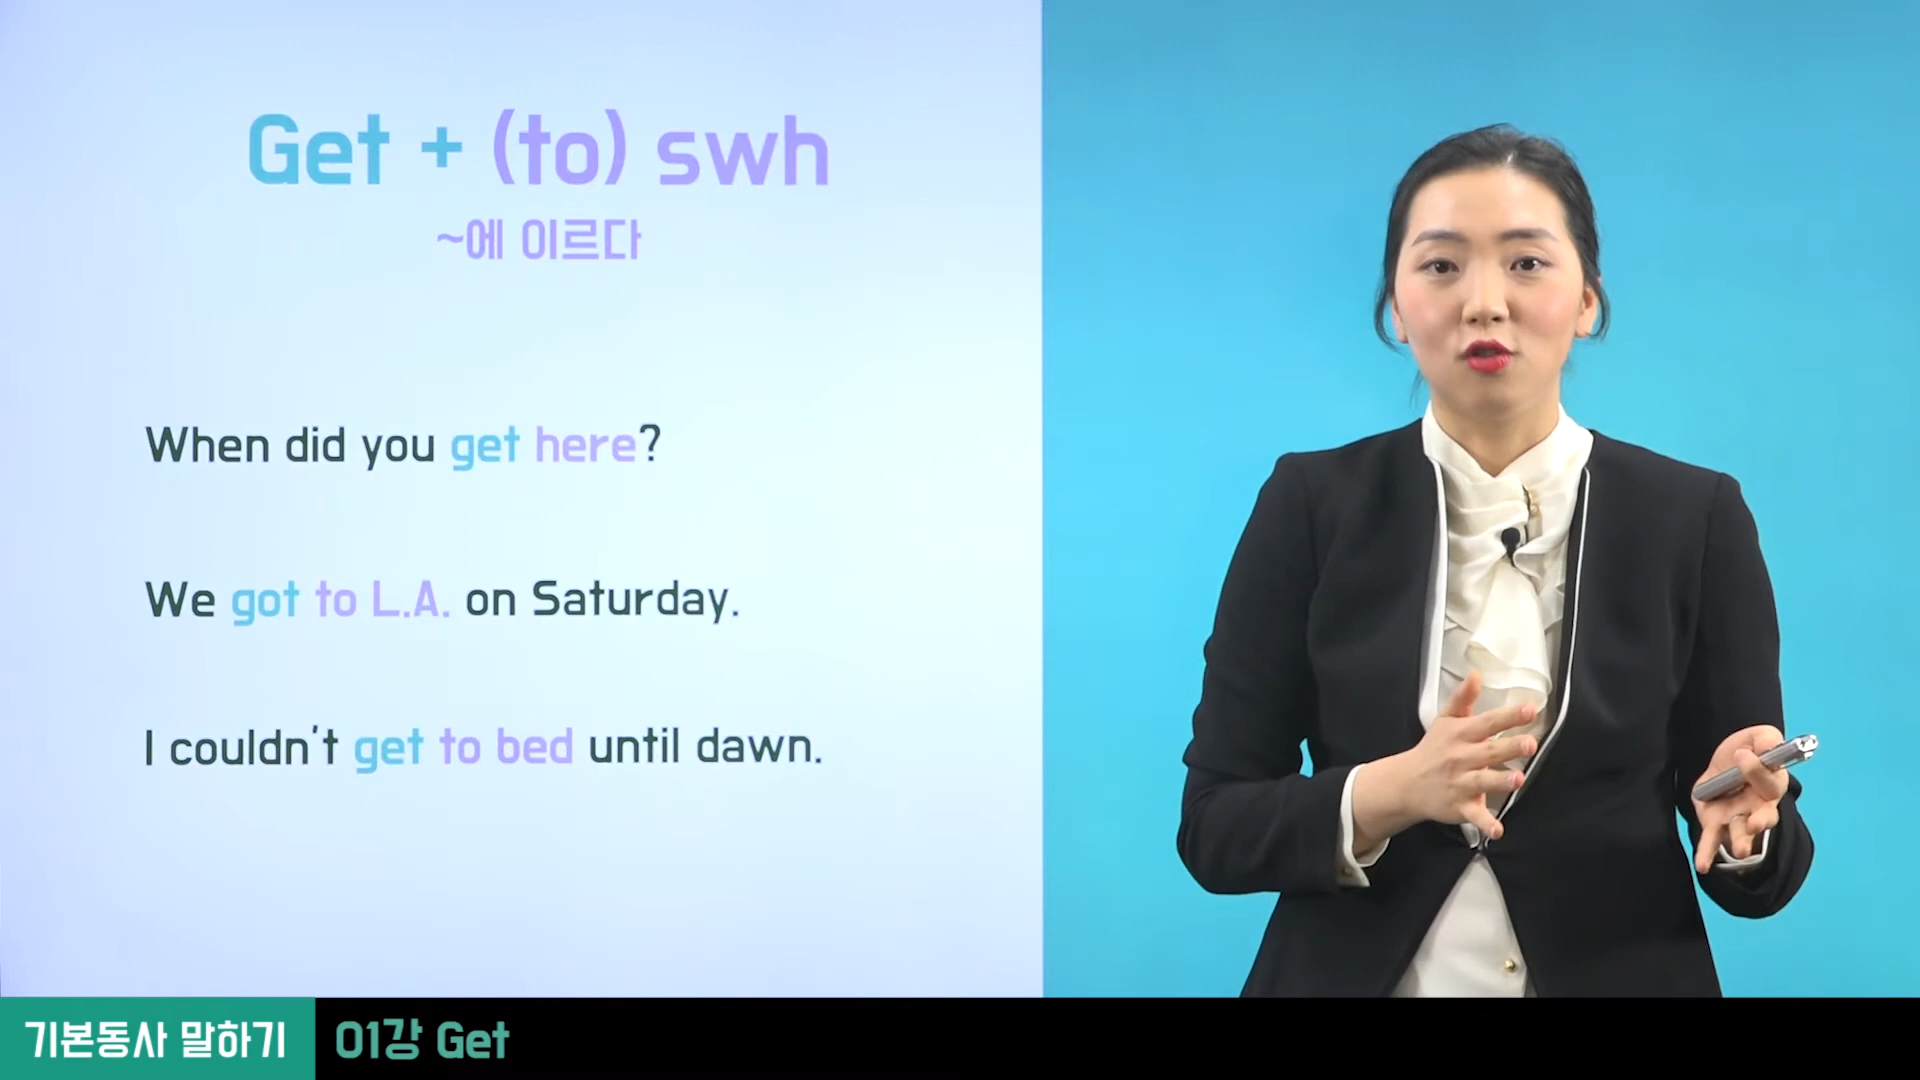 Get + (to) swh
~에 이르다
When did you get here?
We got to L.A. on Saturday.
I couldn't get to bed until dawn.
기본동사 말하기
01강 Get